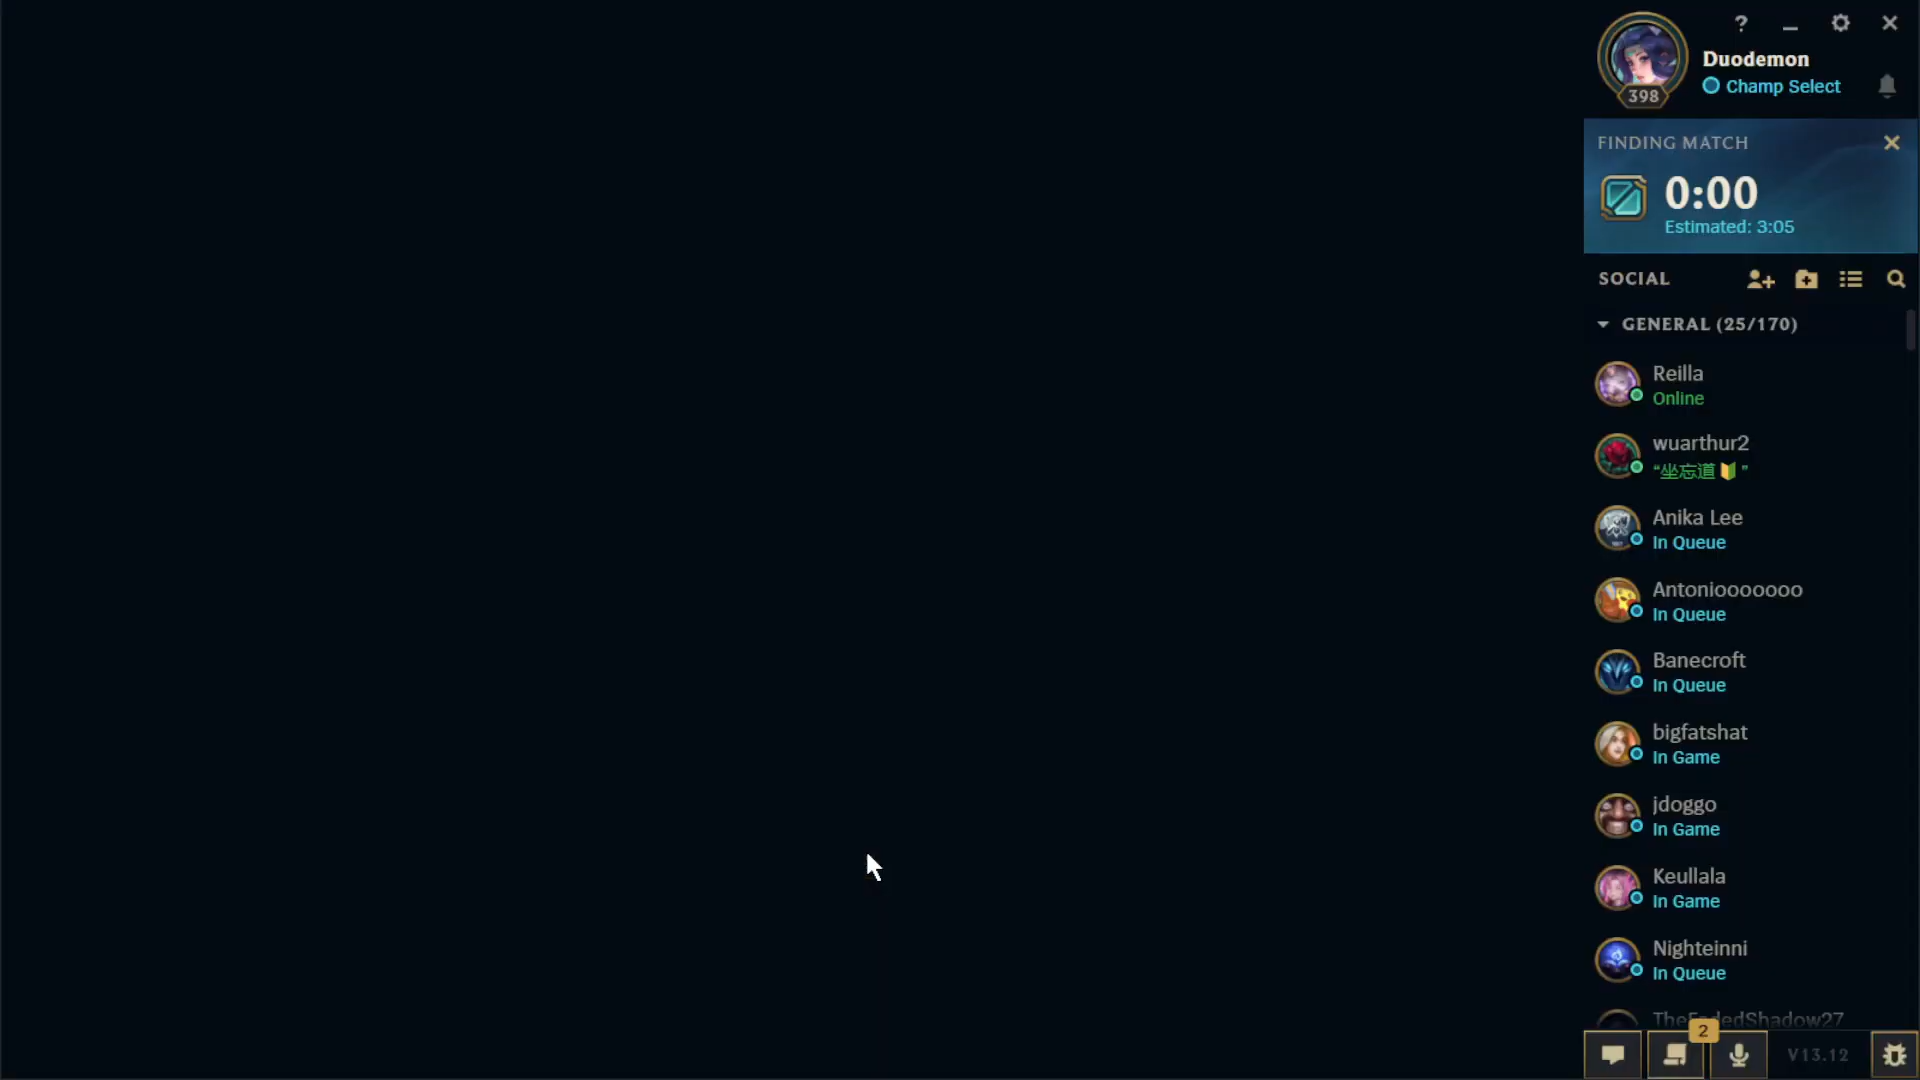 ?
Duodemon
Champ Select
398
FINDING MATCH
0:00
Estimated: 3:05
SOCIAL
GENERAL (25/170)
Reilla
Online
wuarthur2
“坐忘道🔰”
Anika Lee
In Queue
Antoniooooooo
In Queue
Banecroft
In Queue
bigfatshat
In Game
jdoggo
In Game
Keullala
In Game
Nighteinni
In Queue
TheFadedShadow27
2
V13.12